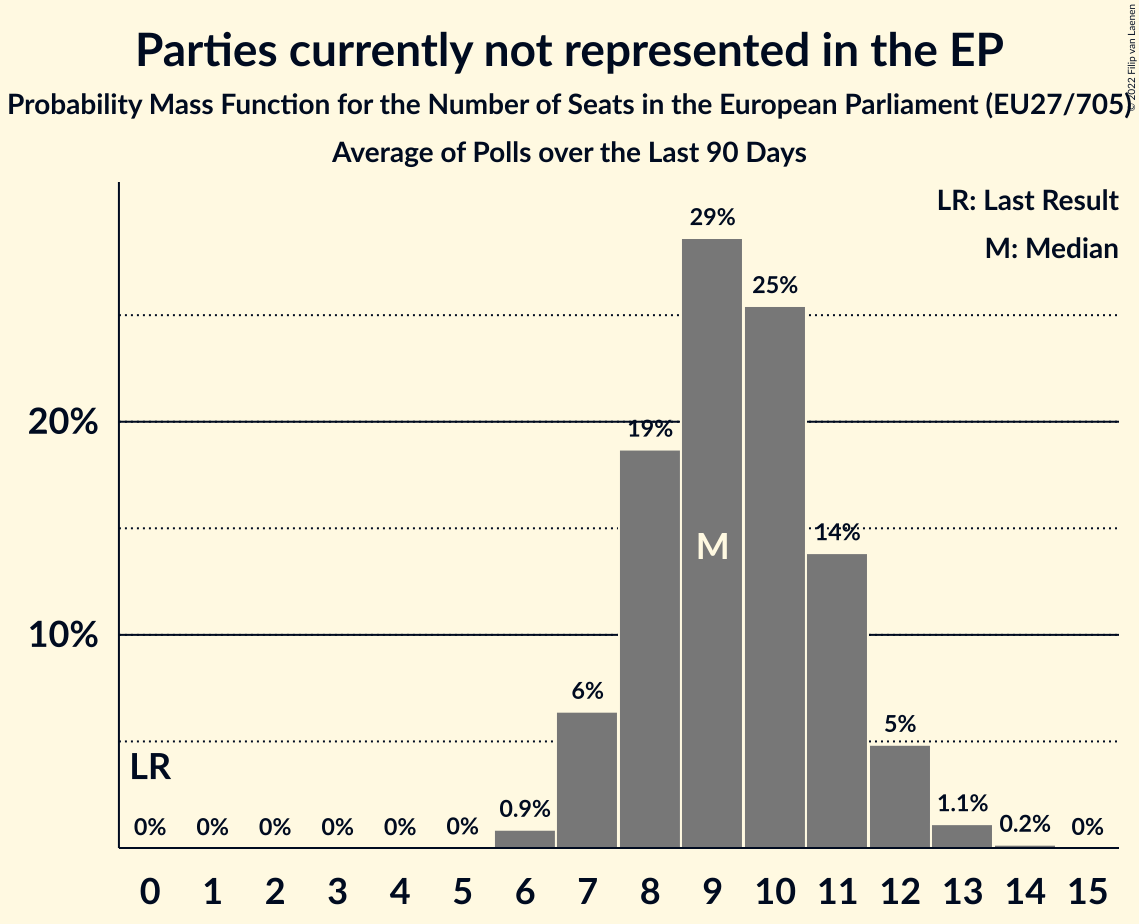 Parties currently not represented in the EP
Probability Mass Function for the Number of Seats in the European Parliament (EU27/705)
Average of Polls over the Last 90 Days
© 2022 Filip van Laenen
LR: Last Result
M: Median
29%
25%
20%
19%
14%
M
10%
6%
5%
LR
0% 0% 0% 0% 0% 0% 0.9% 1.1% 0.2% 0%
0 1 2 3 4 5 6 7 8 9 10 11 12 13 14 15